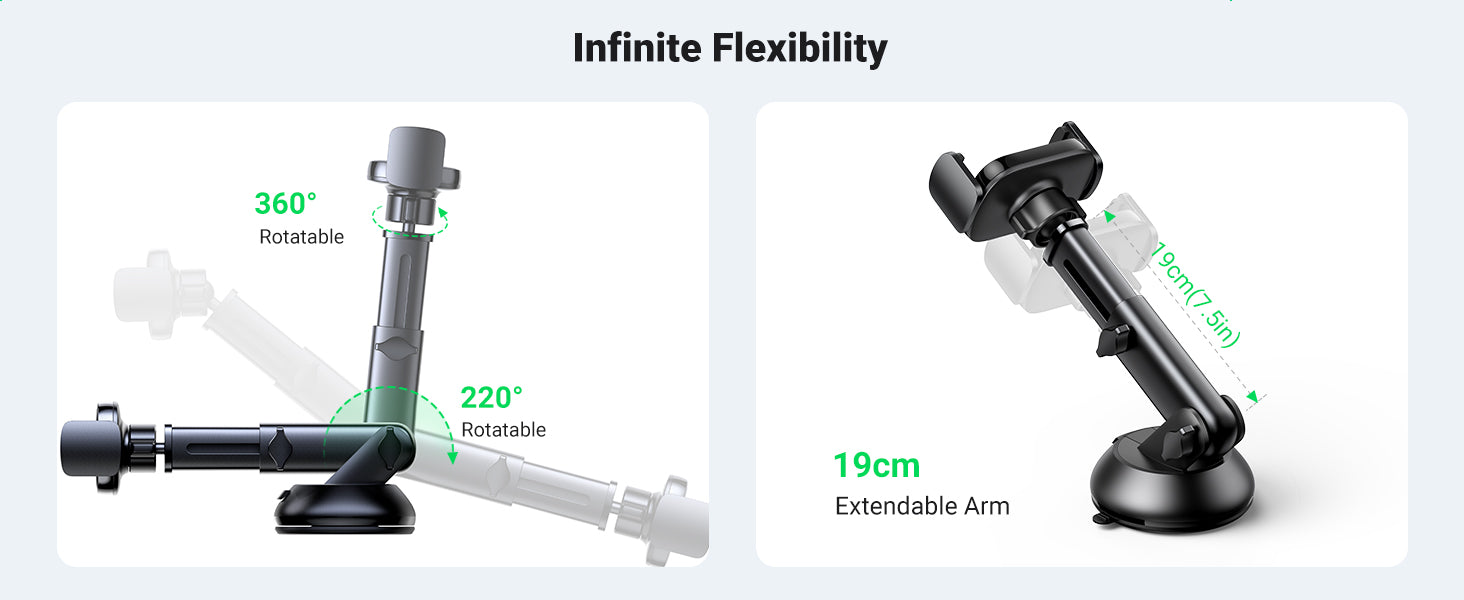 Infinite Flexibility
360°
Rotatable
220°
Rotatable
19cm(7.5in)
19cm
Extendable Arm